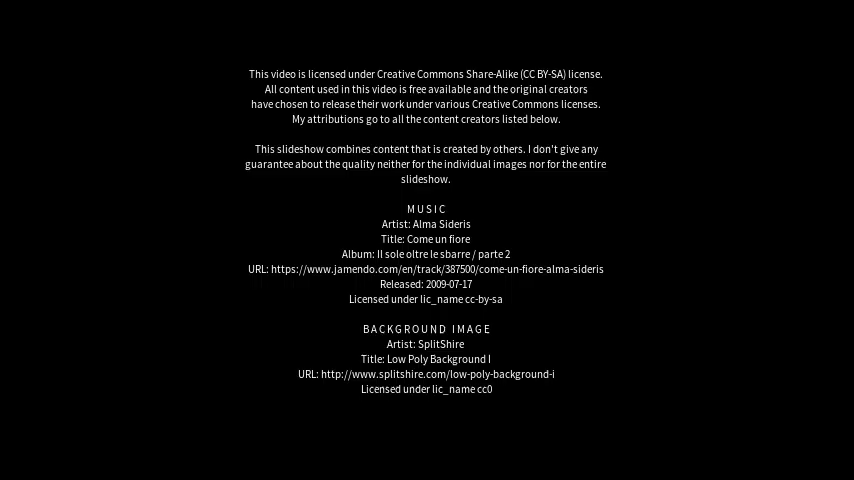 This video is licensed under Creative Commons Share-Alike (CC BY-SA) license.
All content used in this video is free available and the original creators
have chosen to release their work under various Creative Commons licenses.
My attributions go to all the content creators listed below.
This slideshow combines content that is created by others. I don't give any
guarantee about the quality neither for the individual images nor for the entire
slideshow.
MUSIC
Artist: Alma Sideris
Title: Come un fiore
Album: Il sole oltre le sbarre / parte 2
URL: https://www.jamendo.com/en/track/387500/come-un-fiore-alma-sideris
Released: 2009-07-17
Licensed under lic_name cc-by-sa
BACKGROUND IMAGE
Artist: SplitShire
Title: Low Poly Background I
URL: http://www.splitshire.com/low-poly-background-i
Licensed under lic_name cc0